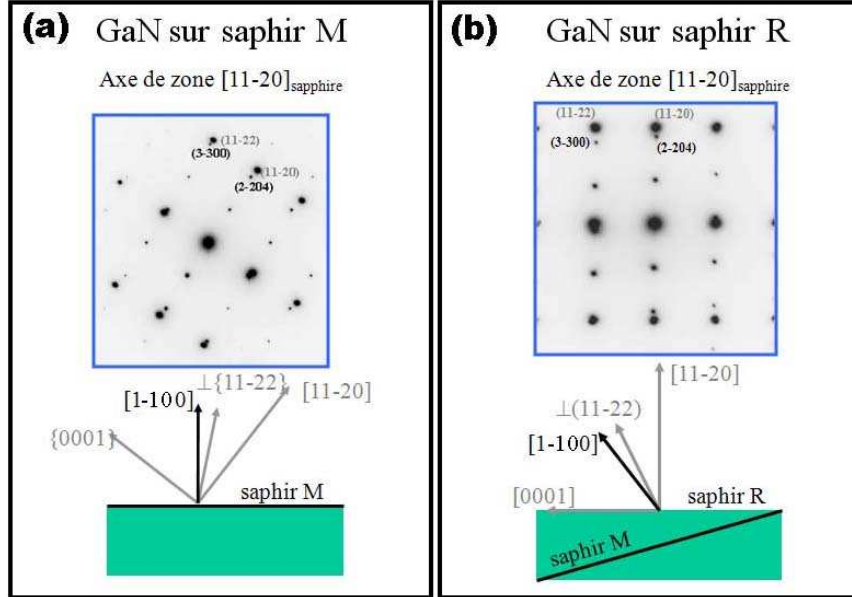 (a) GaN sur saphir M
Axe de zone [11-20]sapphire
(11-22)
(3-300)
(11-20)
(2-204)
⊥{11-22}
[1-100]
[11-20]
{0001}
saphir M
(b) GaN sur saphir R
Axe de zone [11-20]sapphire
(11-22)
(11-20)
(3-300)
(2-204)
[11-20]
⊥(11-22)
[1-100]
[0001]
saphir R
saphir M